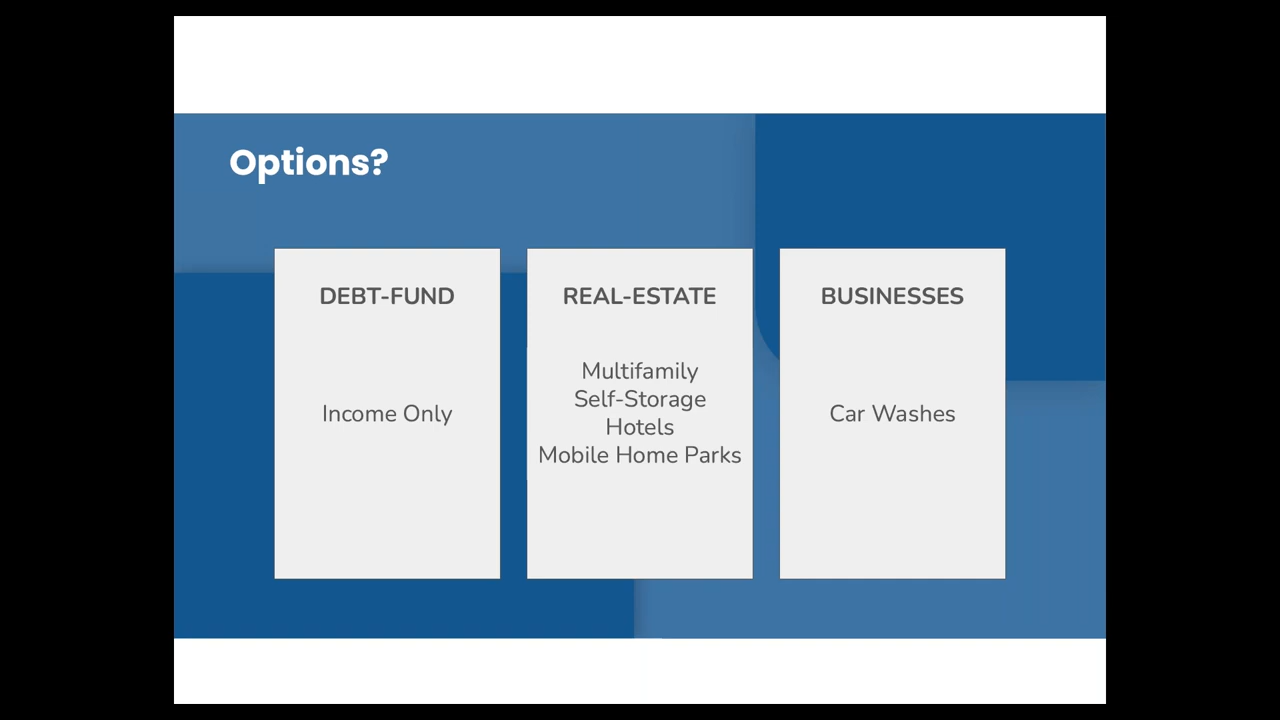 Options?
DEBT-FUND
Income Only
REAL-ESTATE
Multifamily
Self-Storage
Hotels
Mobile Home Parks
BUSINESSES
Car Washes